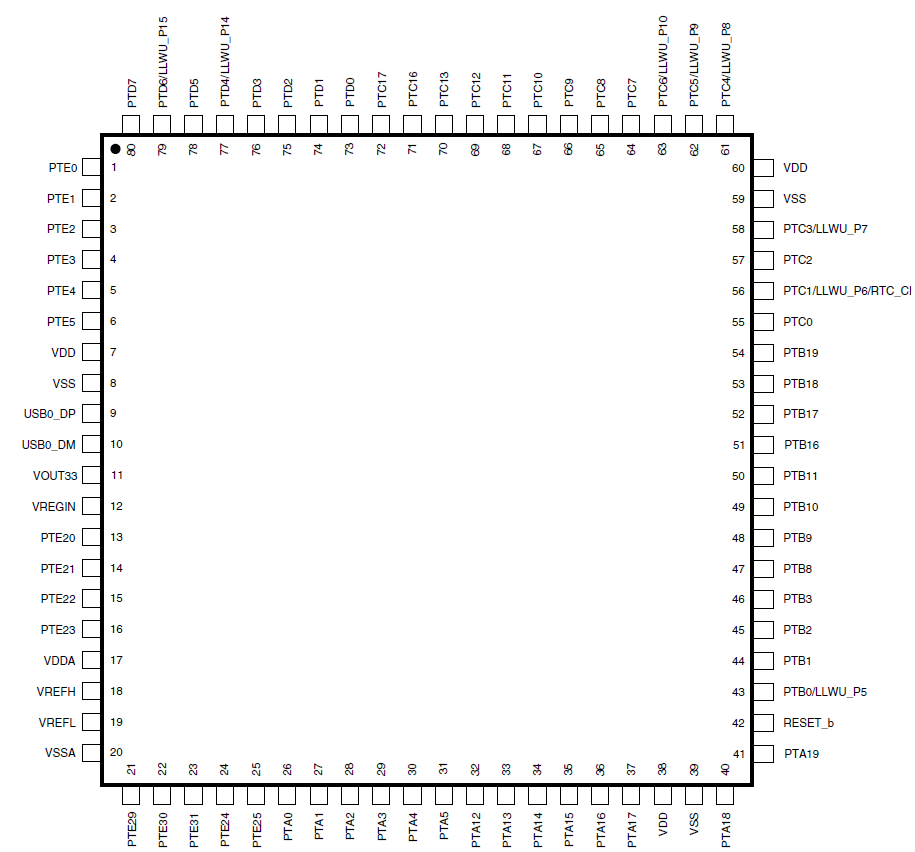 PTD7
PTD6/LLWU_P15
PTD5
PTD4/LLWU_P14
PTD3
PTD2
PTD1
PTD0
PTC17
PTC16
PTC13
PTC12
PTC11
PTC10
PTC9
PTC8
PTC7
PTC6/LLWU_P10
PTC5/LLWU_P9
PTC4/LLWU_P8
80 79 78 77 76 75 74 73 72 71 70 69 68 67 66 65 64 63 62 61
PTE0 1 60 VDD
PTE1 2 59 VSS
PTE2 3 58 PTC3/LLWU_P7
PTE3 4 57 PTC2
PTE4 5 56 PTC1/LLWU_P6/RTC_CL
PTE5 6 55 PTC0
VDD 7 54 PTB19
VSS 8 53 PTB18
USB0_DP 9 52 PTB17
USB0_DM 10 51 PTB16
VOUT33 11 50 PTB11
VREGIN 12 49 PTB10
PTE20 13 48 PTB9
PTE21 14 47 PTB8
PTE22 15 46 PTB3
PTE23 16 45 PTB2
VDDA 17 44 PTB1
VREFH 18 43 PTB0/LLWU_P5
VREFL 19 42 RESET_b
VSSA 20 41 PTA19
21 22 23 24 25 26 27 28 29 30 31 32 33 34 35 36 37 38 39 40
PTE29
PTE30
PTE31
PTE24
PTE25
PTA0
PTA1
PTA2
PTA3
PTA4
PTA5
PTA12
PTA13
PTA14
PTA15
PTA16
PTA17
VDD
VSS
PTA18